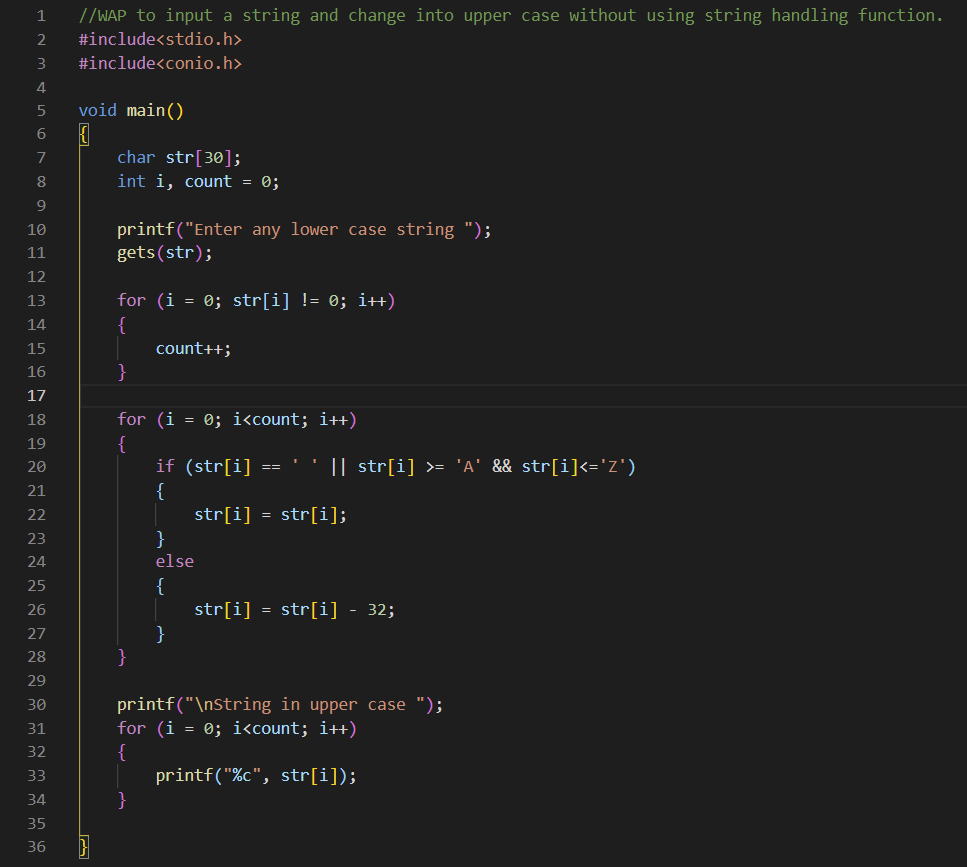 1 //WAP to input a string and change into upper case without using string handling function.
2 #include<stdio.h>
3 #include<conio.h>
4
5 void main()
6 {
7     char str[30];
8     int i, count = 0;
9
10     printf("Enter any lower case string ");
11     gets(str);
12
13     for (i = 0; str[i] != 0; i++)
14     {
15         count++;
16     }
17
18     for (i = 0; i<count; i++)
19     {
20         if (str[i] == ' ' || str[i] >= 'A' && str[i]<='Z')
21         {
22             str[i] = str[i];
23         }
24         else
25         {
26             str[i] = str[i] - 32;
27         }
28     }
29
30     printf("\nString in upper case ");
31     for (i = 0; i<count; i++)
32     {
33         printf("%c", str[i]);
34     }
35
36 }